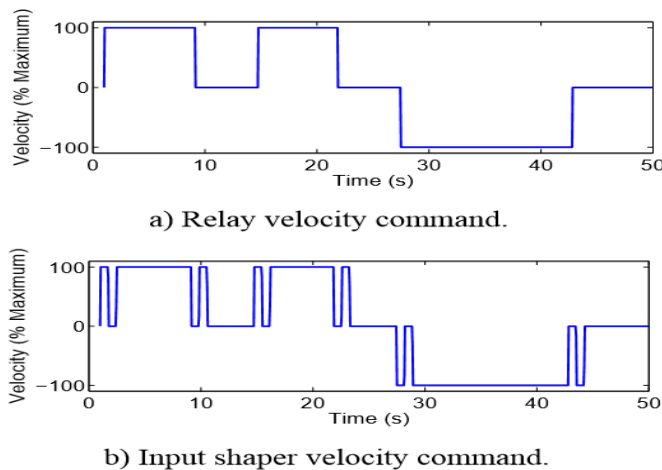 100
0
−100
Velocity (% Maximum)
0 10 20 30 40 50
Time (s)
a) Relay velocity command.
100
0
−100
Velocity (% Maximum)
0 10 20 30 40 50
Time (s)
b) Input shaper velocity command.